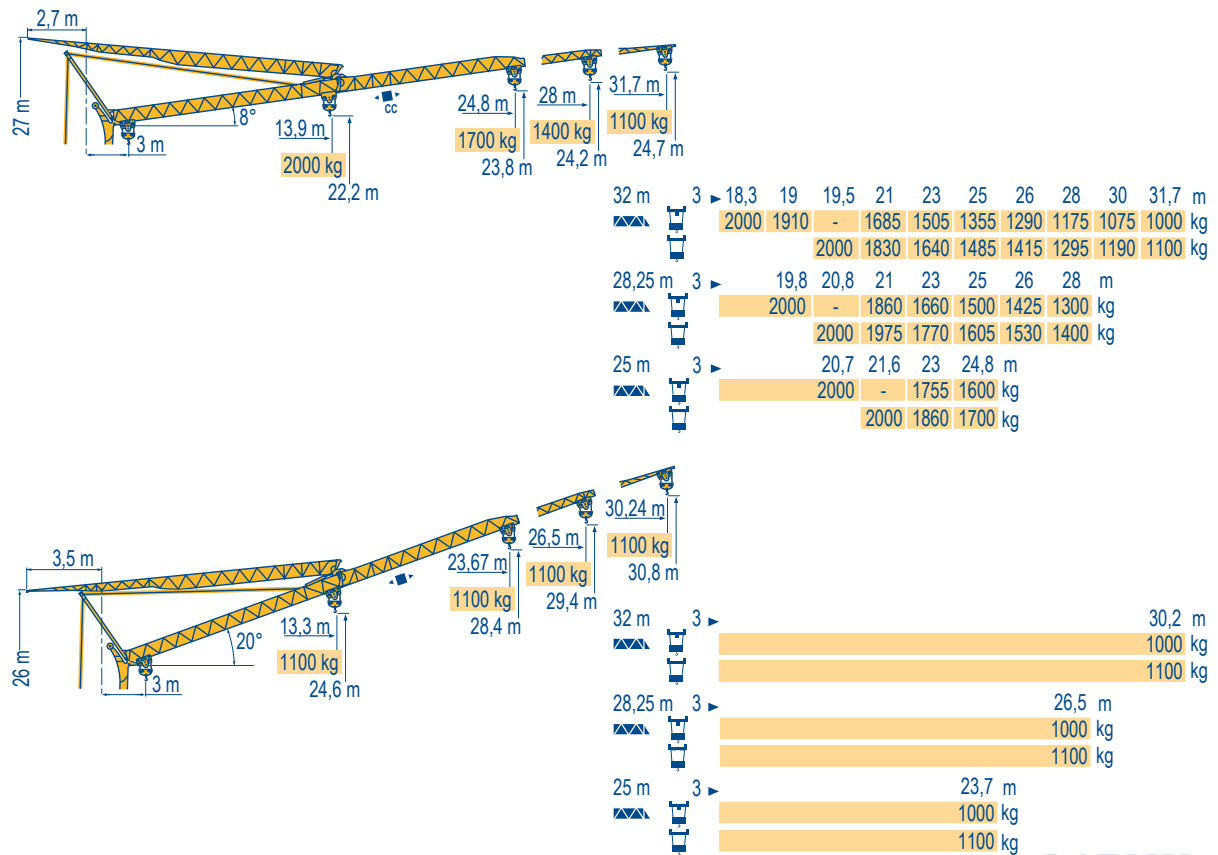 2,7 m
27 m
8°
3 m
13,9 m
2000 kg
22,2 m
cc
24,8 m
1700 kg
23,8 m
28 m
1400 kg
24,2 m
31,7 m
1100 kg
24,7 m
32 m 3 ► 18,3 19 19,5 21 23 25 26 28 30 31,7 m
2000 1910 - 1685 1505 1355 1290 1175 1075 1000 kg
2000 1830 1640 1485 1415 1295 1190 1100 kg
28,25 m 3 ► 19,8 20,8 21 23 25 26 28 m
2000 - 1860 1660 1500 1425 1300 kg
2000 1975 1770 1605 1530 1400 kg
25 m 3 ► 20,7 21,6 23 24,8 m
2000 - 1755 1600 kg
2000 1860 1700 kg
3,5 m
26 m
20°
3 m
13,3 m
1100 kg
24,6 m
23,67 m
1100 kg
28,4 m
26,5 m
1100 kg
29,4 m
30,24 m
1100 kg
30,8 m
32 m 3 ► 30,2 m
1000 kg
1100 kg
28,25 m 3 ► 26,5 m
1000 kg
1100 kg
25 m 3 ► 23,7 m
1000 kg
1100 kg